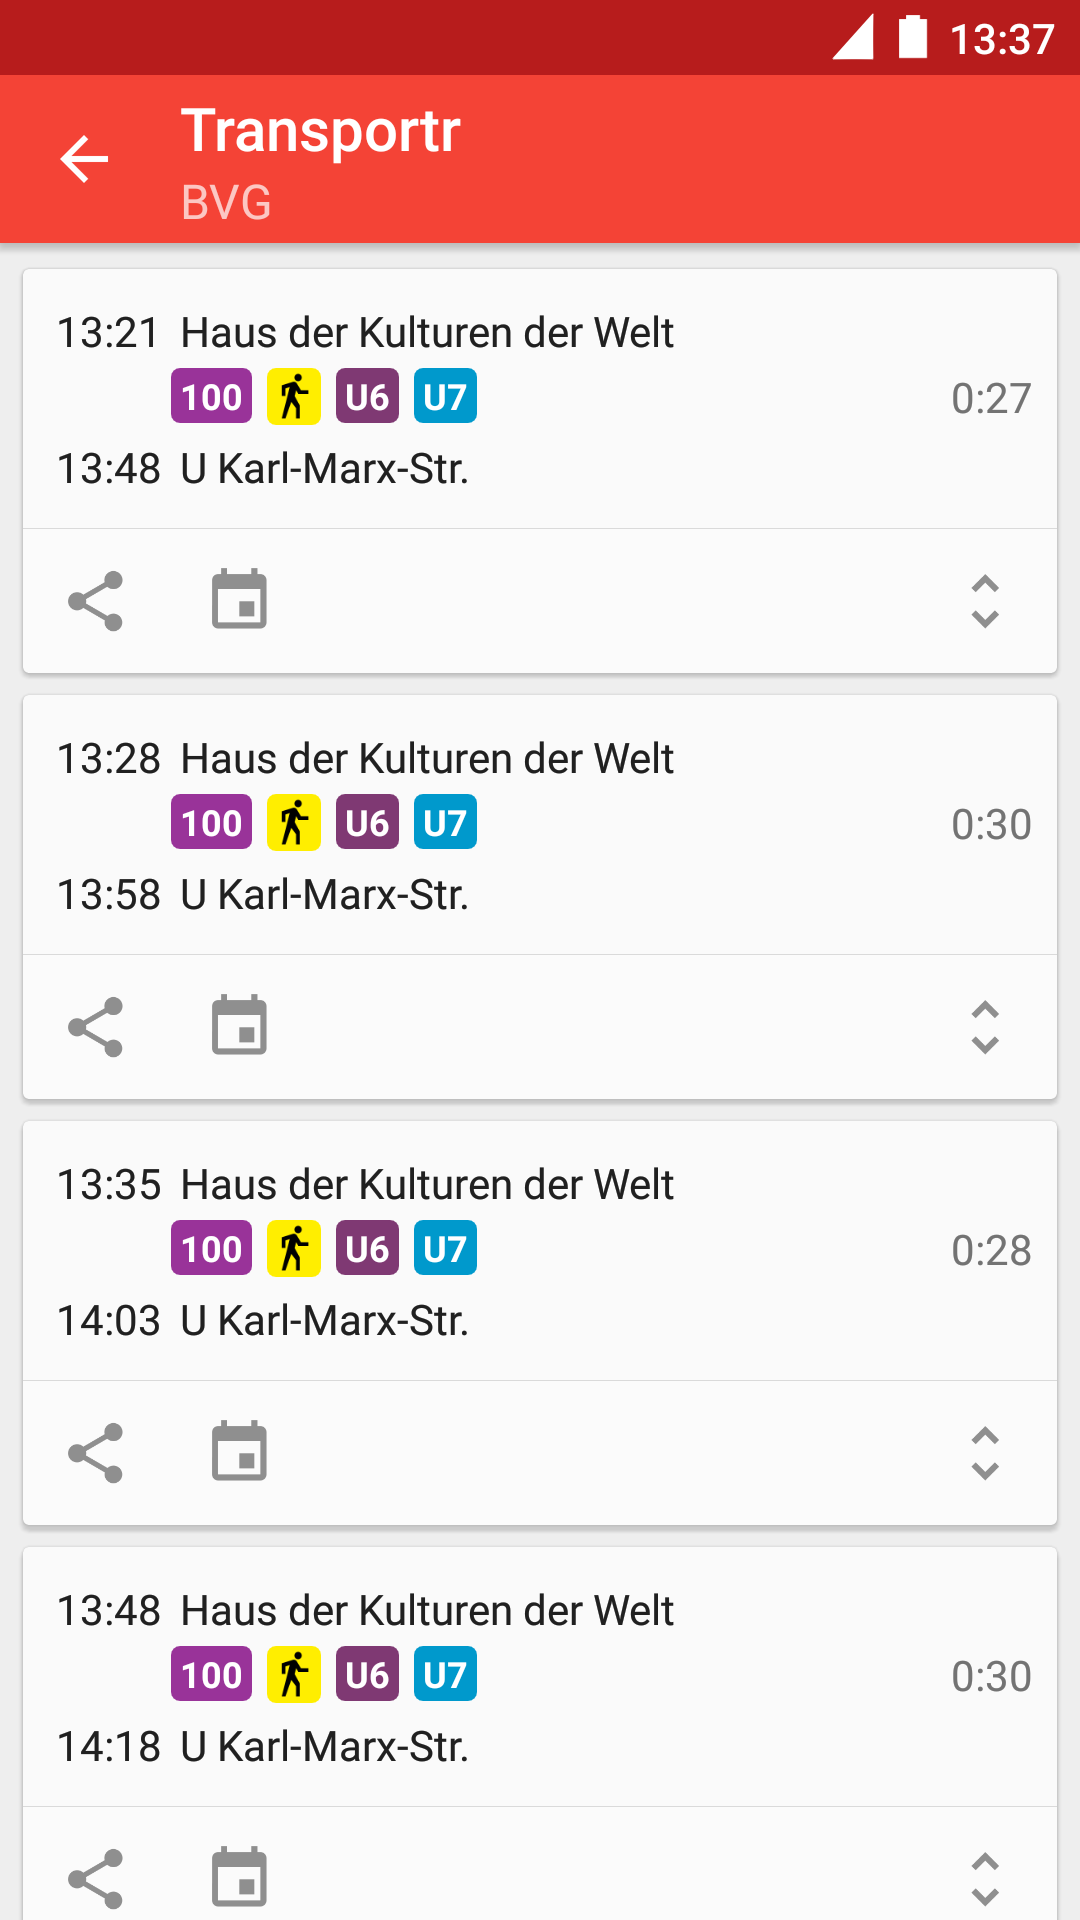 13:37
Transportr
BVG
13:21 Haus der Kulturen der Welt
100 U6 U7 0:27
13:48 U Karl-Marx-Str.
13:28 Haus der Kulturen der Welt
100 U6 U7 0:30
13:58 U Karl-Marx-Str.
13:35 Haus der Kulturen der Welt
100 U6 U7 0:28
14:03 U Karl-Marx-Str.
13:48 Haus der Kulturen der Welt
100 U6 U7 0:30
14:18 U Karl-Marx-Str.